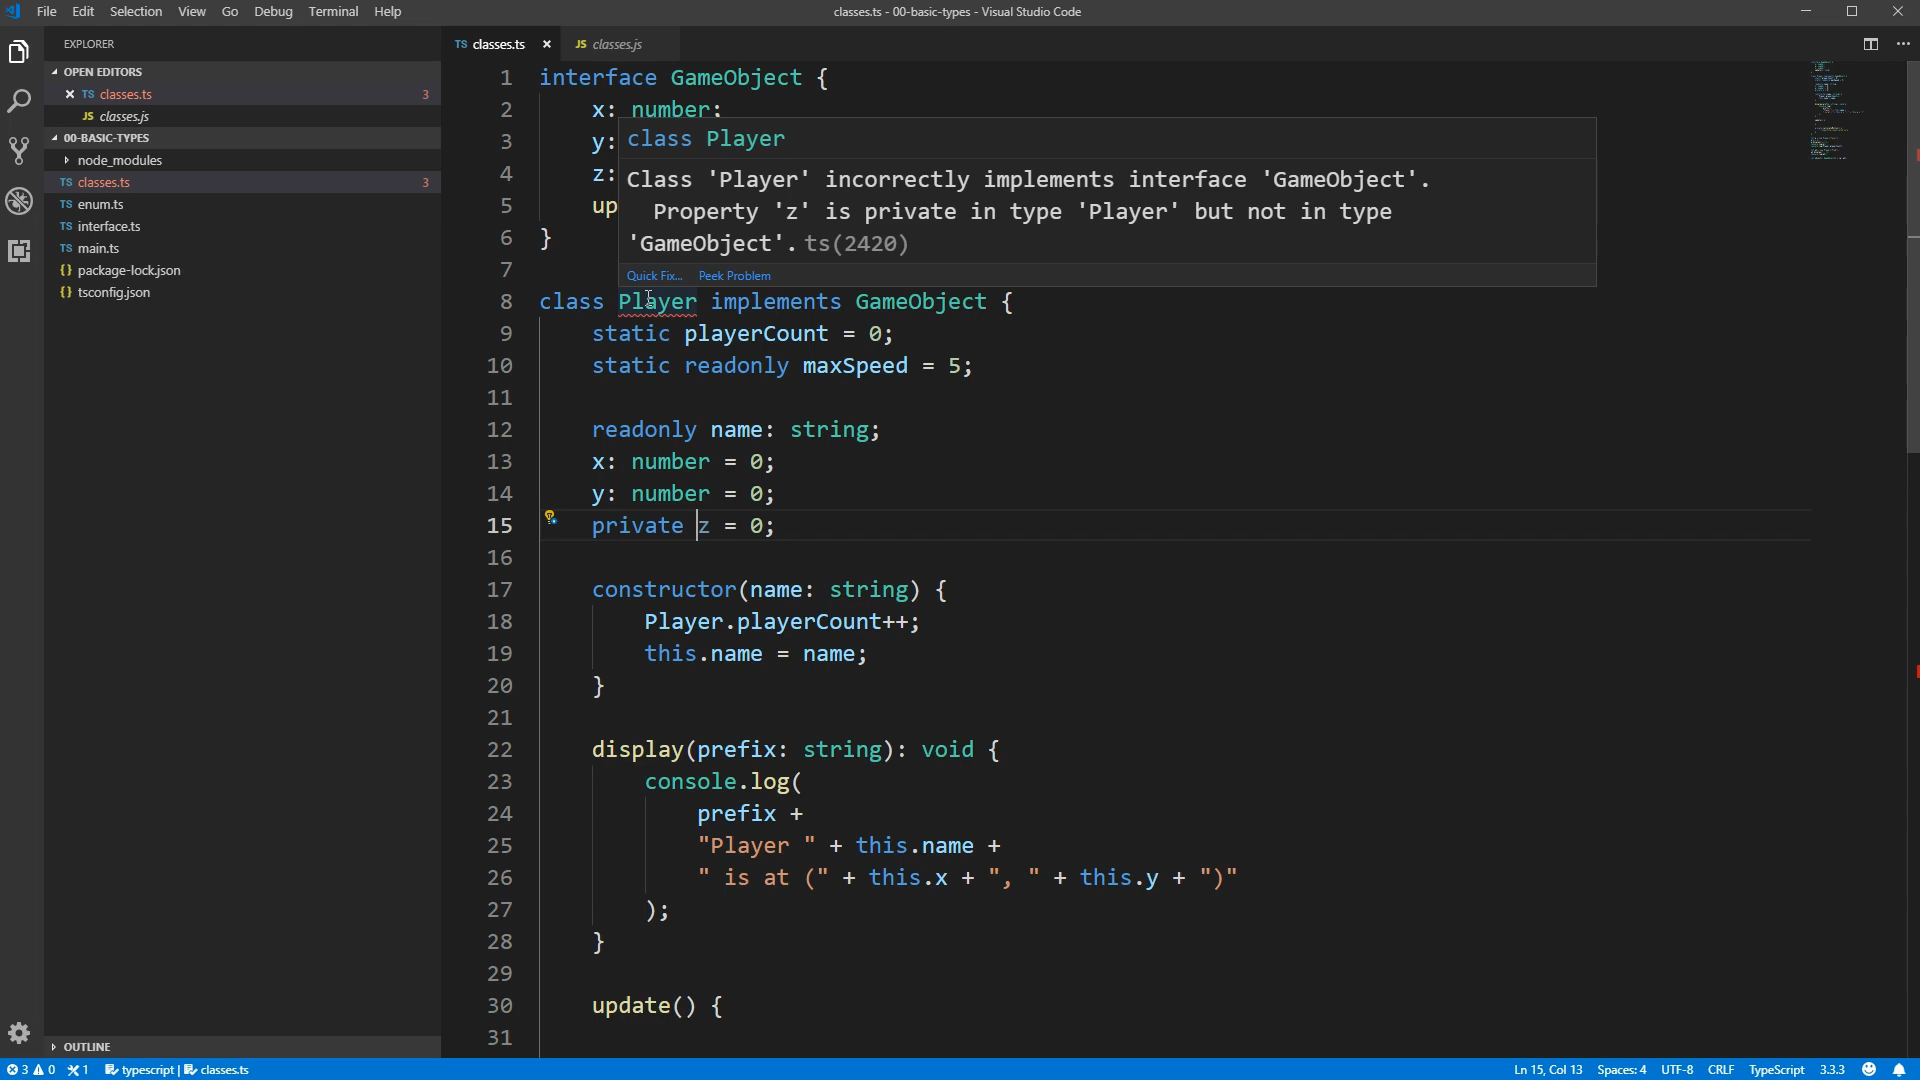 File Edit Selection View Go Debug Terminal Help
classes.ts - 00-basic-types - Visual Studio Code
EXPLORER
OPEN EDITORS
TS classes.ts 3
JS classes.js
00-BASIC-TYPES
node_modules
TS classes.ts 3
TS enum.ts
TS interface.ts
TS main.ts
{} package-lock.json
{} tsconfig.json
OUTLINE
TS classes.ts
JS classes.js
1 interface GameObject {
2 x: number;
3 y:
4 z:
5 up
6 }
7
class Player
Class 'Player' incorrectly implements interface 'GameObject'.
Property 'z' is private in type 'Player' but not in type
'GameObject'. ts(2420)
Quick Fix... Peek Problem
8 class Player implements GameObject {
9 static playerCount = 0;
10 static readonly maxSpeed = 5;
11
12 readonly name: string;
13 x: number = 0;
14 y: number = 0;
15 private z = 0;
16
17 constructor(name: string) {
18 Player.playerCount++;
19 this.name = name;
20 }
21
22 display(prefix: string): void {
23 console.log(
24 prefix +
25 "Player " + this.name +
26 " is at (" + this.x + ", " + this.y + ")"
27 );
28 }
29
30 update() {
31
3 0 1 typescript | classes.ts
Ln 15, Col 13 Spaces: 4 UTF-8 CRLF TypeScript 3.3.3